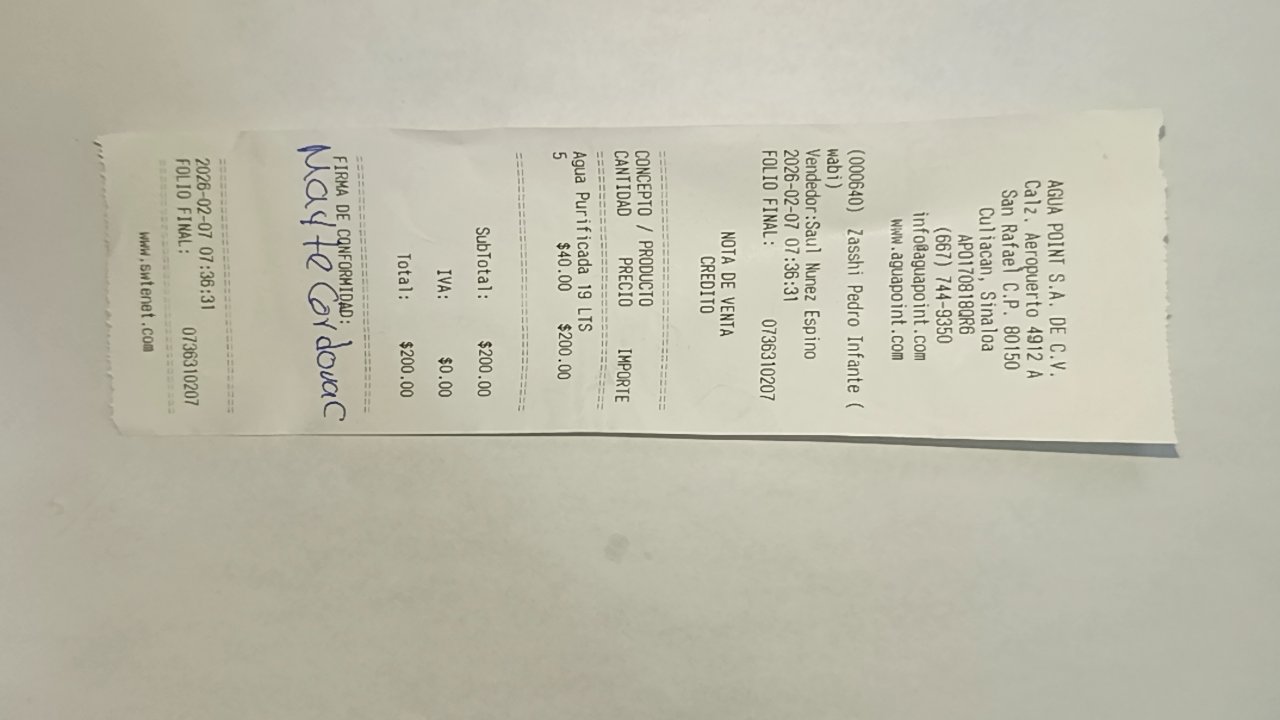 AGUA POINT S.A. DE C.V.
Calz. Aeropuerto 4912 A
San Rafael C.P. 80150
Culiacan, Sinaloa
APO170818QR6
(667) 744-9350
info@aguapoint.com
www.aguapoint.com
(000640) Zasshi Pedro Infante (
wabi)
Vendedor:Saul Nunez Espino
2026-02-07 07:36:31
FOLIO FINAL: 0736310207
NOTA DE VENTA
CREDITO
CONCEPTO / PRODUCTO
CANTIDAD PRECIO IMPORTE
Agua Purificada 19 LTS
5 $40.00 $200.00
SubTotal: $200.00
IVA: $0.00
Total: $200.00
FIRMA DE CONFORMIDAD:
Mayte Cordova C
2026-02-07 07:36:31
FOLIO FINAL: 0736310207
www.swtenet.com